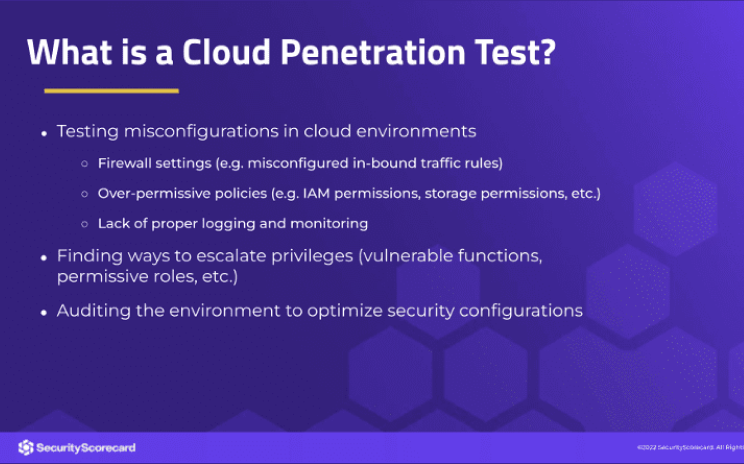 What is a Cloud Penetration Test?
• Testing misconfigurations in cloud environments
○ Firewall settings (e.g. misconfigured in-bound traffic rules)
○ Over-permissive policies (e.g. IAM permissions, storage permissions, etc.)
○ Lack of proper logging and monitoring
• Finding ways to escalate privileges (vulnerable functions,
permissive roles, etc.)
• Auditing the environment to optimize security configurations
SecurityScorecard
©2022 SecurityScorecard. All Rights